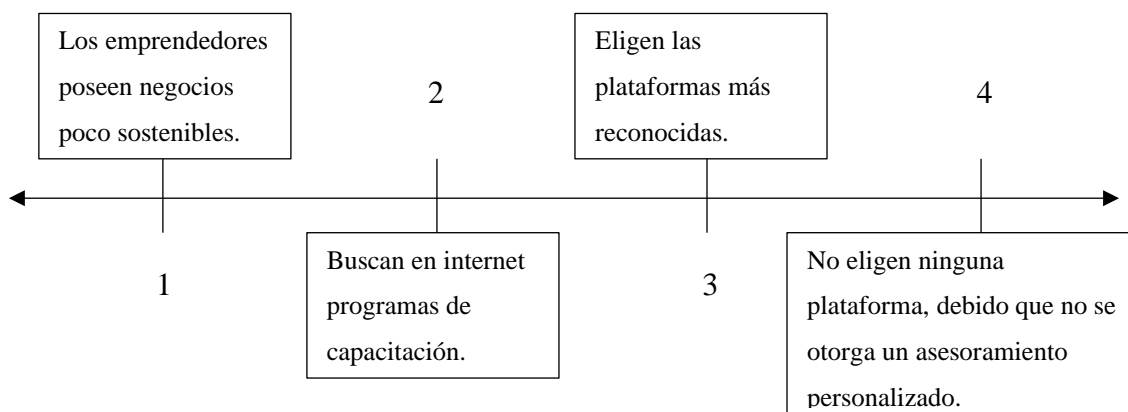 Los emprendedores
poseen negocios
poco sostenibles.
1
2
Buscan en internet
programas de
capacitación.
Eligen las
plataformas más
reconocidas.
3
4
No eligen ninguna
plataforma, debido que no se
otorga un asesoramiento
personalizado.